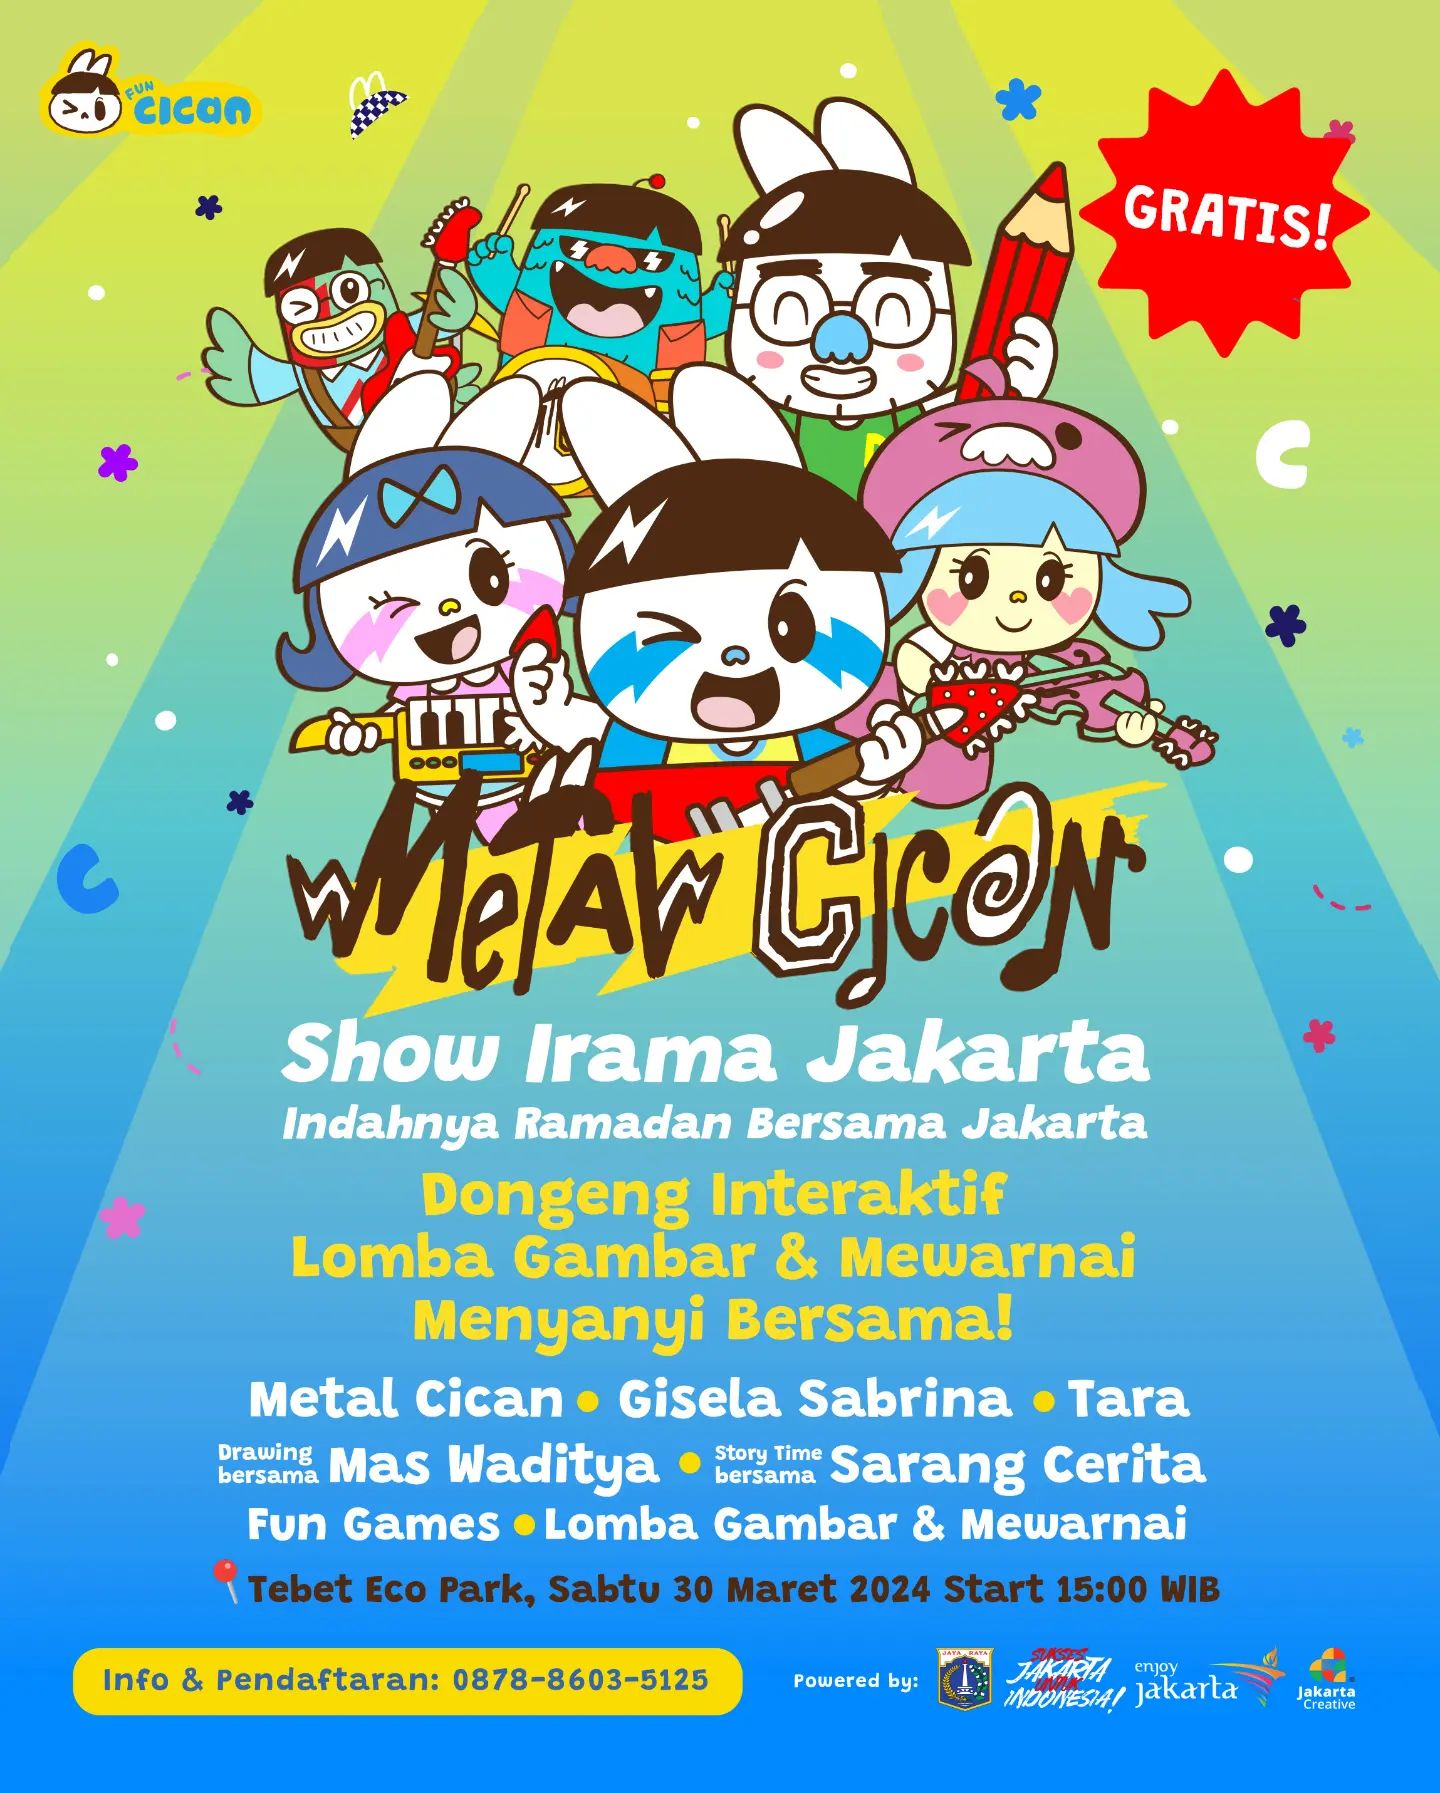 FUN
cican
GRATIS!
METAL CICAN
Show Irama Jakarta
Indahnya Ramadan Bersama Jakarta
Dongeng Interaktif
Lomba Gambar & Mewarnai
Menyanyi Bersama!
Metal Cican • Gisela Sabrina • Tara
Drawing bersama Mas Waditya • Story Time bersama Sarang Cerita
Fun Games • Lomba Gambar & Mewarnai
Tebet Eco Park, Sabtu 30 Maret 2024 Start 15:00 WIB
Info & Pendaftaran: 0878-8603-5125
Powered by:
JAYA RAYA
SUKSES JAKARTA UNTUK INDONESIA!
enjoy jakarta
Jakarta Creative